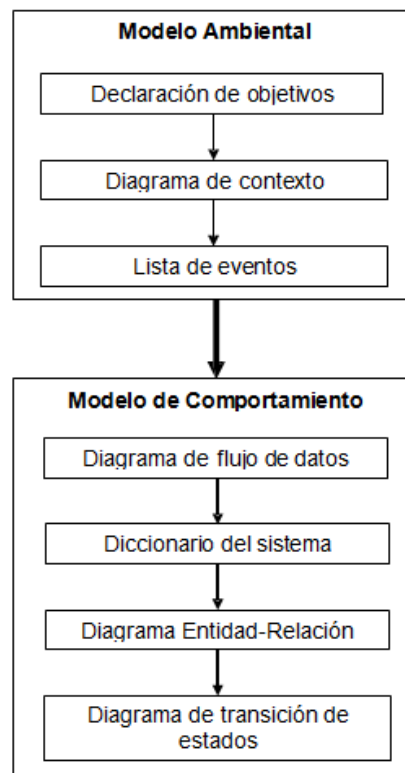 Modelo Ambiental
Declaración de objetivos
Diagrama de contexto
Lista de eventos
Modelo de Comportamiento
Diagrama de flujo de datos
Diccionario del sistema
Diagrama Entidad-Relación
Diagrama de transición de
estados